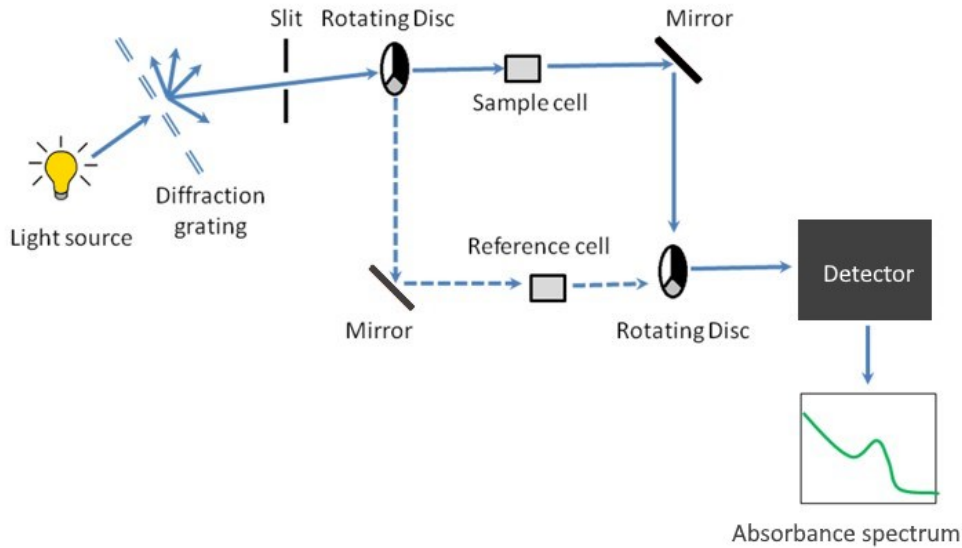 Slit
Rotating Disc
Mirror
Sample cell
Diffraction
grating
Light source
Reference cell
Detector
Mirror
Rotating Disc
Absorbance spectrum